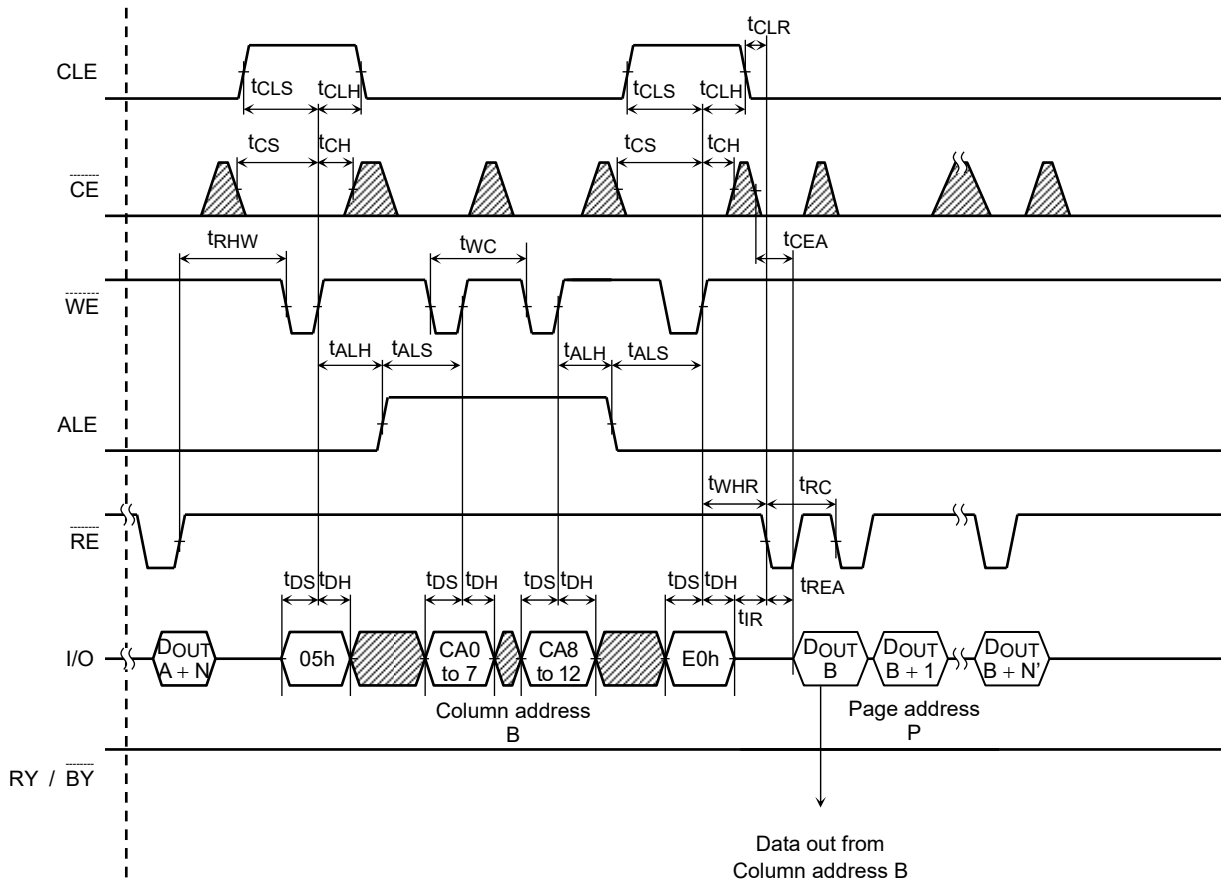 tCLR
CLE
tCLS tCLH tCLS tCLH
tCS tCH tCS tCH
CE
tRHW tWC tCEA
WE
tALH tALS tALH tALS
ALE
tWHR tRC
RE
tDS tDH tDS tDH tDS tDH tDS tDH tREA
tIR
I/O DOUT A + N 05h CA0 to 7 CA8 to 12 E0h DOUT B DOUT B + 1 DOUT B + N’
Column address B
Page address P
RY / BY
Data out from
Column address B